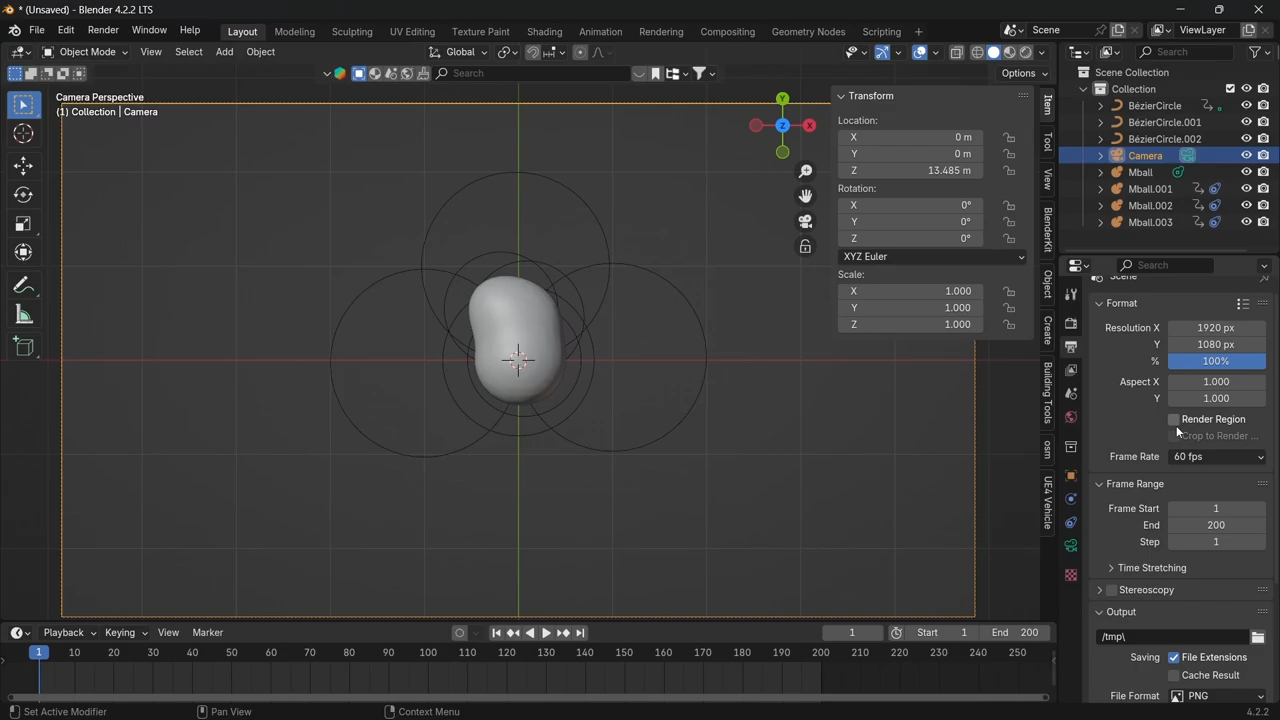 * (Unsaved) - Blender 4.2.2 LTS
File Edit Render Window Help Layout Modeling Sculpting UV Editing Texture Paint Shading Animation Rendering Compositing Geometry Nodes Scripting + Scene ViewLayer
Object Mode View Select Add Object Global Search
Search Options
Camera Perspective
(1) Collection | Camera
Y
X
Z
Transform
Location:
X 0 m
Y 0 m
Z 13.485 m
Rotation:
X 0°
Y 0°
Z 0°
XYZ Euler
Scale:
X 1.000
Y 1.000
Z 1.000
Item
Tool
View
BlenderKit
Object
Create
Building Tools
osm
UE4 Vehicle
Scene Collection
Collection
BézierCircle
BézierCircle.001
BézierCircle.002
Camera
Mball
Mball.001
Mball.002
Mball.003
Search
Scene
Format
Resolution X 1920 px
Y 1080 px
% 100%
Aspect X 1.000
Y 1.000
Render Region
Crop to Render ...
Frame Rate 60 fps
Frame Range
Frame Start 1
End 200
Step 1
Time Stretching
Stereoscopy
Output
/tmp\
Saving File Extensions
Cache Result
File Format PNG
Playback Keying View Marker 1 Start 1 End 200
1 10 20 30 40 50 60 70 80 90 100 110 120 130 140 150 160 170 180 190 200 210 220 230 240 250
Set Active Modifier Pan View Context Menu 4.2.2